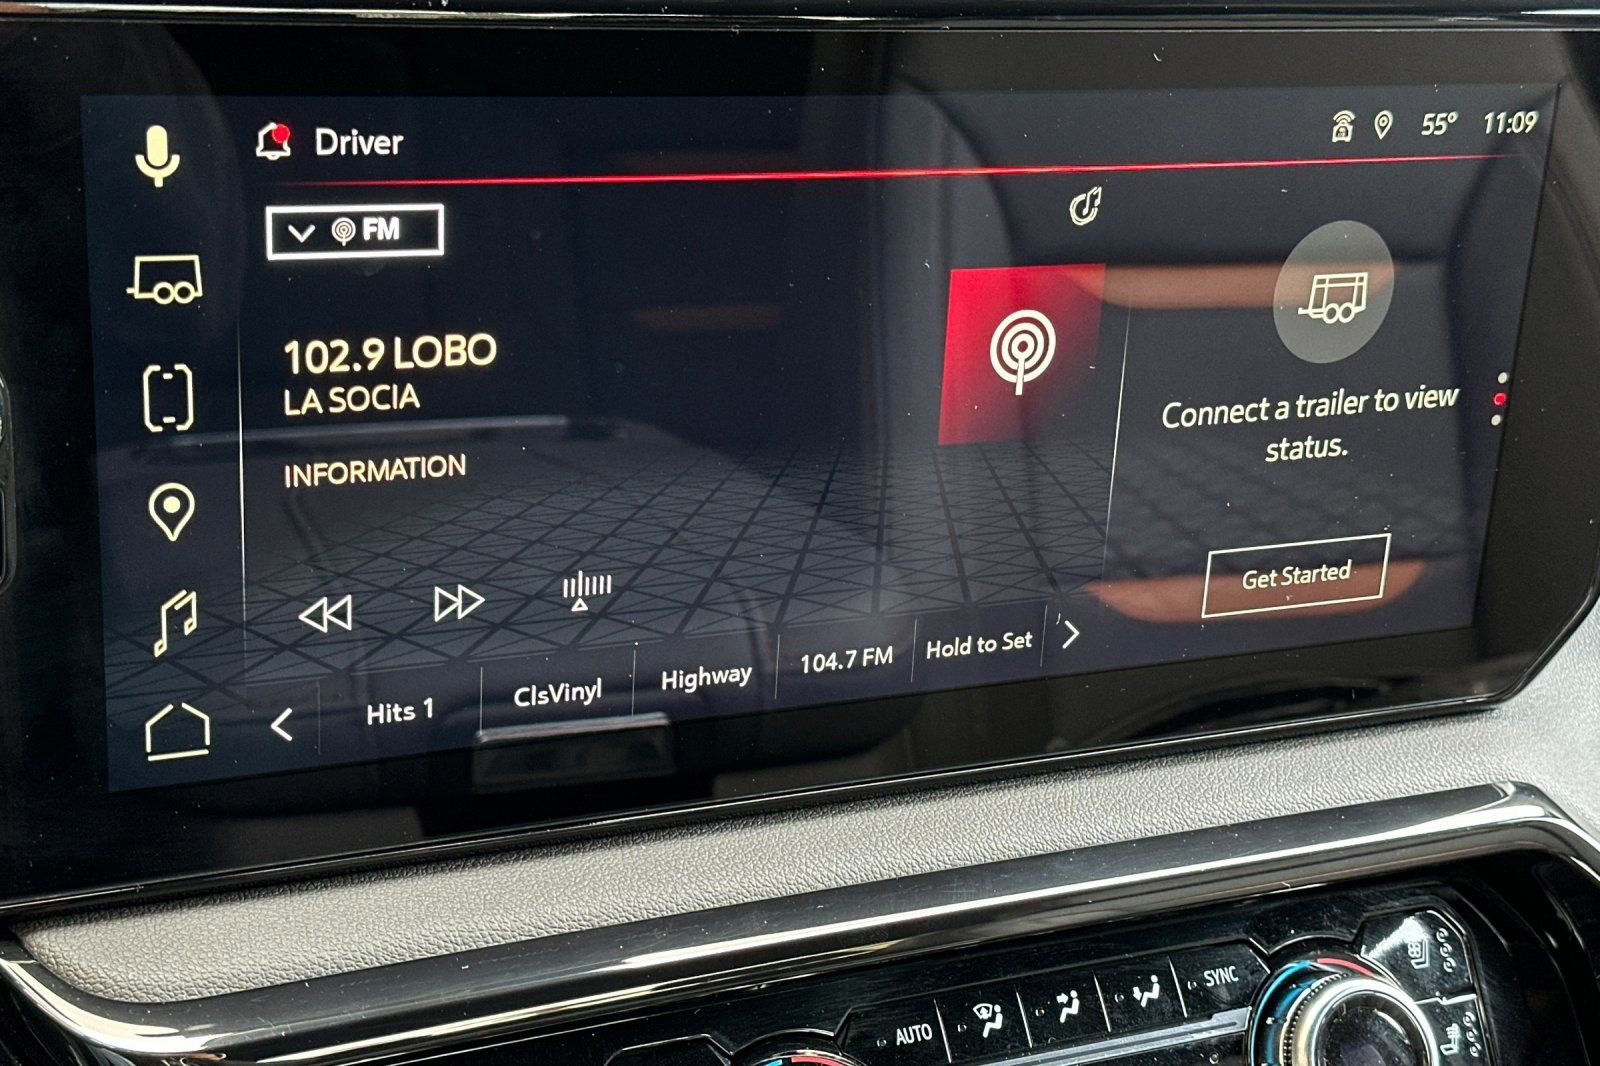 Driver
55° 11:09
FM
102.9 LOBO
LA SOCIA
INFORMATION
Connect a trailer to view
status.
Get Started
Hits 1
ClsVinyl
Highway
104.7 FM
Hold to Set
AUTO
SYNC